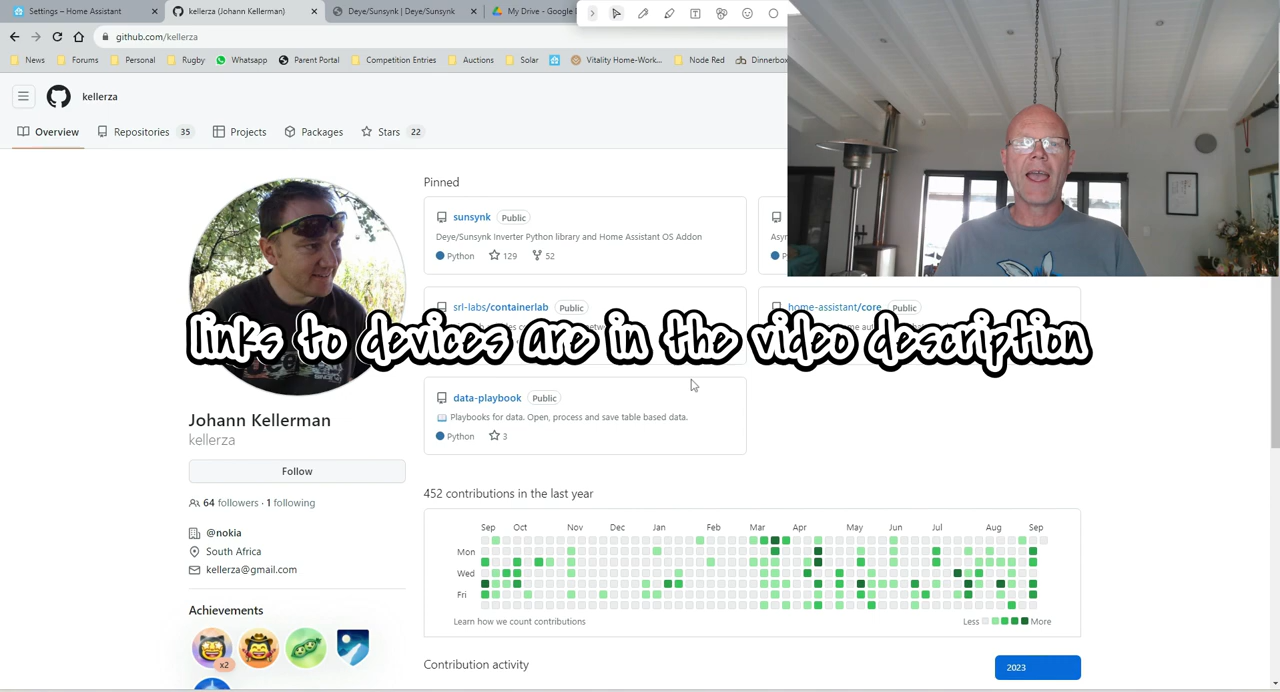 Settings – Home Assistant
kellerza (Johann Kellerman)
Deye/Sunsynk | Deye/Sunsynk
My Drive - Google
github.com/kellerza
News
Forums
Personal
Rugby
Whatsapp
Parent Portal
Competition Entries
Auctions
Solar
Vitality Home-Work...
Node Red
Dinnerbo
kellerza
Overview
Repositories 35
Projects
Packages
Stars 22
Pinned
sunsynk Public
Deye/Sunsynk Inverter Python library and Home Assistant OS Addon
Python 129 52
srl-labs/containerlab Public
home-assistant/core Public
links to devices are in the video description
data-playbook Public
Playbooks for data. Open, process and save table based data.
Python 3
Johann Kellerman
kellerza
Follow
64 followers · 1 following
@nokia
South Africa
kellerza@gmail.com
Achievements
x2
452 contributions in the last year
Sep Oct Nov Dec Jan Feb Mar Apr May Jun Jul Aug Sep
Mon
Wed
Fri
Learn how we count contributions
Less More
Contribution activity
2023